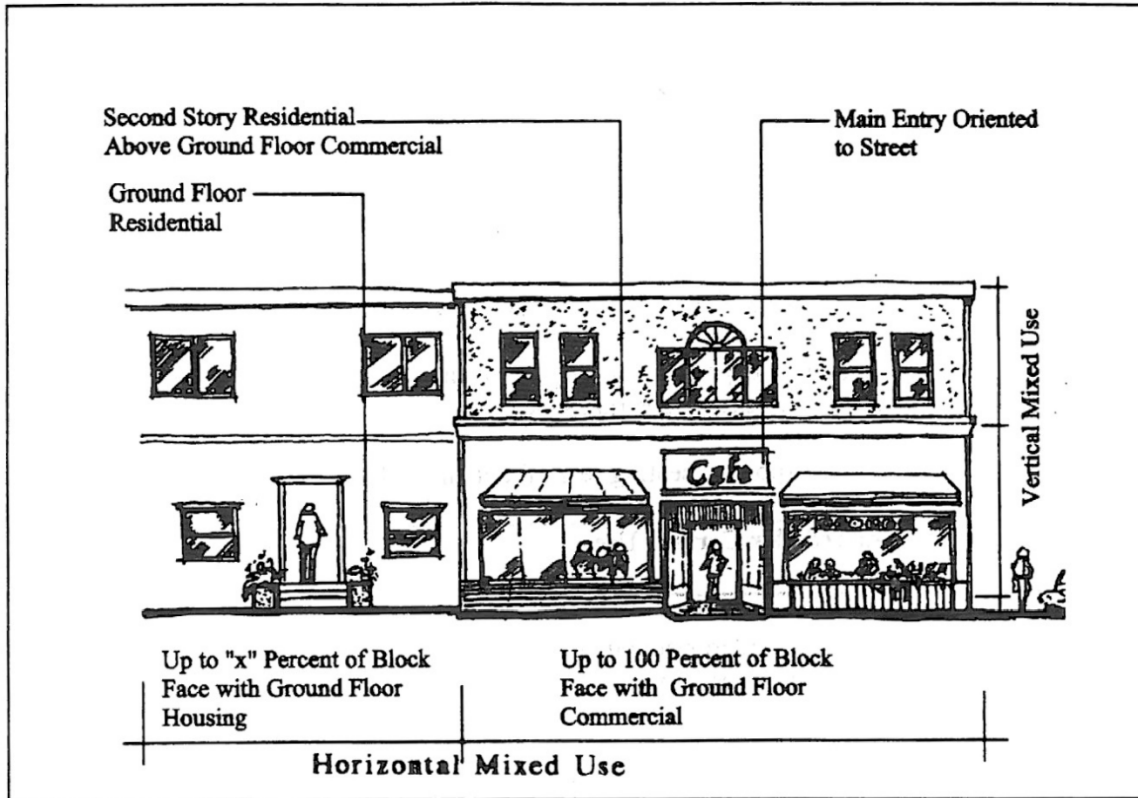 Second Story Residential
Above Ground Floor Commercial
Main Entry Oriented
to Street
Ground Floor
Residential
Vertical Mixed Use
Cafe
Up to "x" Percent of Block
Face with Ground Floor
Housing
Up to 100 Percent of Block
Face with Ground Floor
Commercial
Horizontal Mixed Use